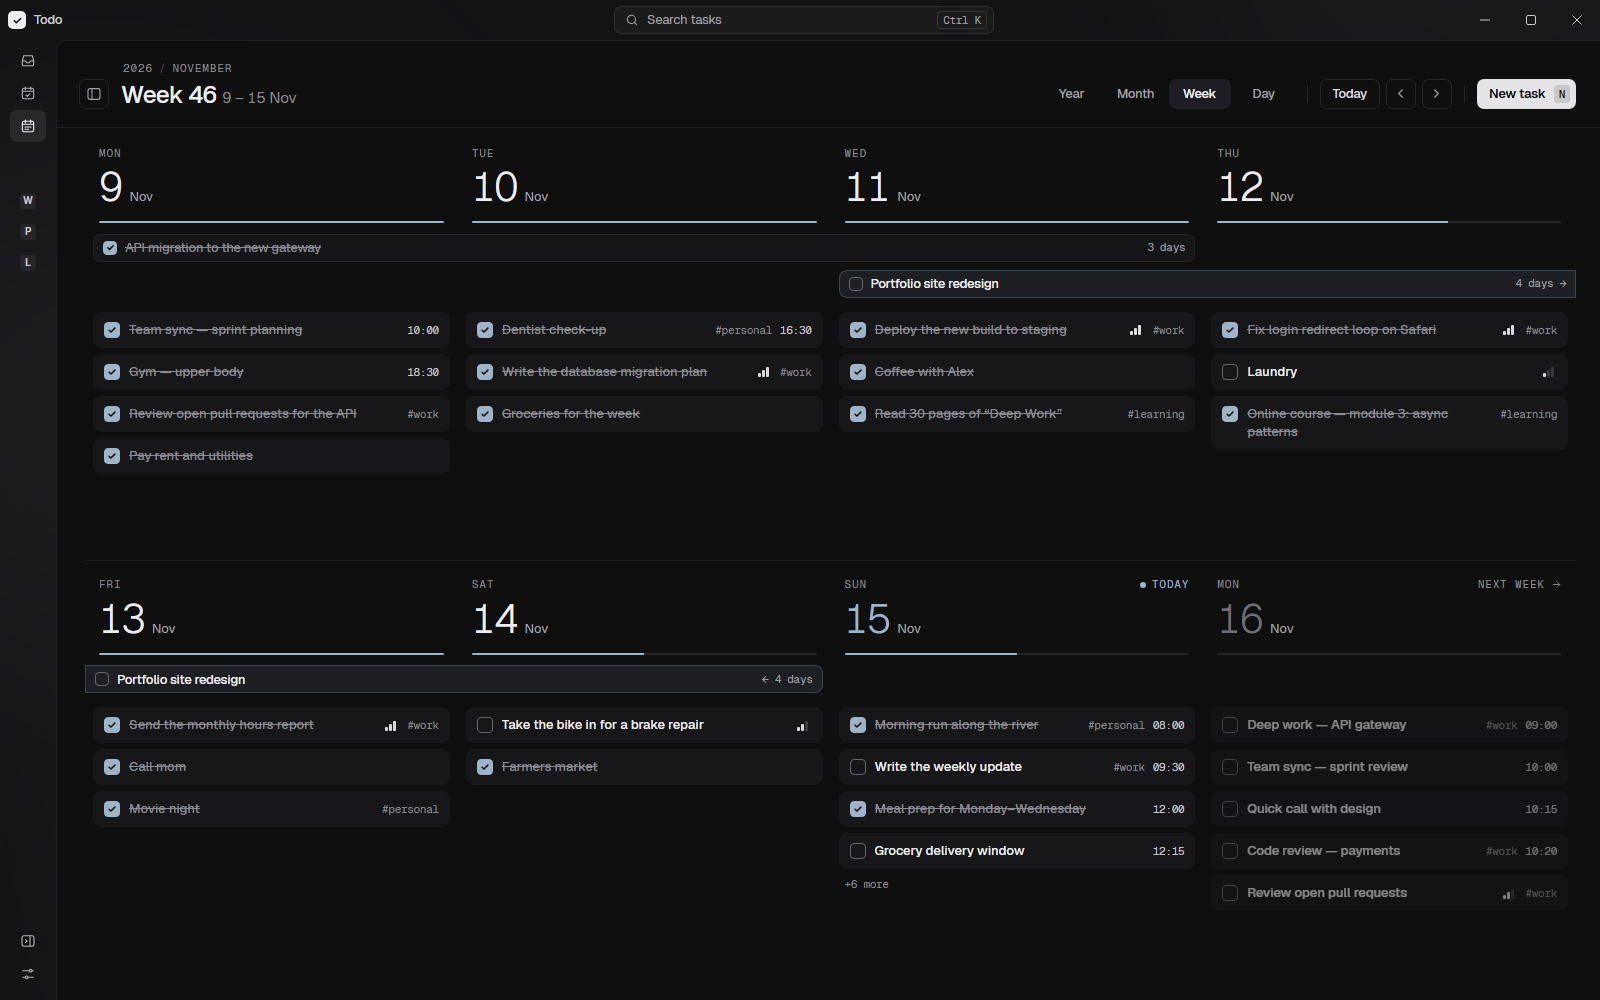 Todo
Search tasks
Ctrl K
2026 / NOVEMBER
Week 46 9 – 15 Nov
Year
Month
Week
Day
Today
New task N
W
P
L
MON
9 Nov
TUE
10 Nov
WED
11 Nov
THU
12 Nov
API migration to the new gateway 3 days
Portfolio site redesign 4 days →
Team sync — sprint planning 10:00
Gym — upper body 18:30
Review open pull requests for the API #work
Pay rent and utilities
Dentist check-up #personal 16:30
Write the database migration plan #work
Groceries for the week
Deploy the new build to staging #work
Coffee with Alex
Read 30 pages of “Deep Work” #learning
Fix login redirect loop on Safari #work
Laundry
Online course — module 3: async #learning
patterns
FRI
13 Nov
SAT
14 Nov
SUN TODAY
15 Nov
MON NEXT WEEK →
16 Nov
Portfolio site redesign ← 4 days
Send the monthly hours report #work
Call mom
Movie night #personal
Take the bike in for a brake repair
Farmers market
Morning run along the river #personal 08:00
Write the weekly update #work 09:30
Meal prep for Monday–Wednesday 12:00
Grocery delivery window 12:15
+6 more
Deep work — API gateway #work 09:00
Team sync — sprint review 10:00
Quick call with design 10:15
Code review — payments #work 10:20
Review open pull requests #work